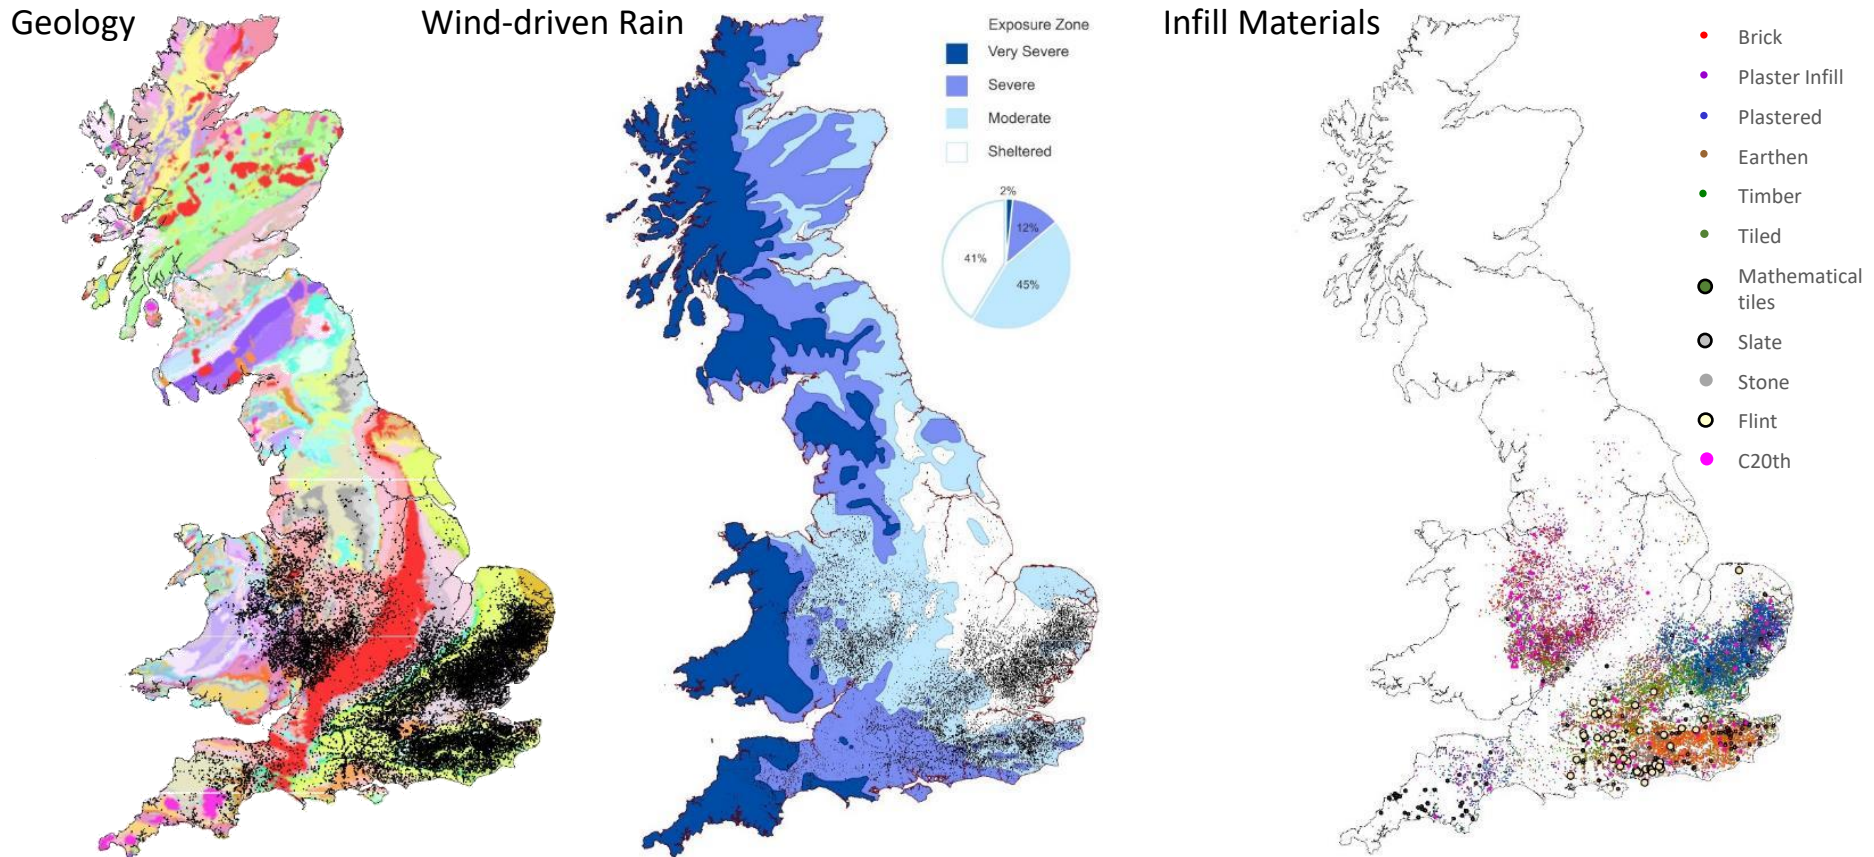 Geology
Wind-driven Rain
Exposure Zone
Very Severe
Severe
Moderate
Sheltered
2%
12%
41%
45%
Infill Materials
Brick
Plaster Infill
Plastered
Earthen
Timber
Tiled
Mathematical
tiles
Slate
Stone
Flint
C20th